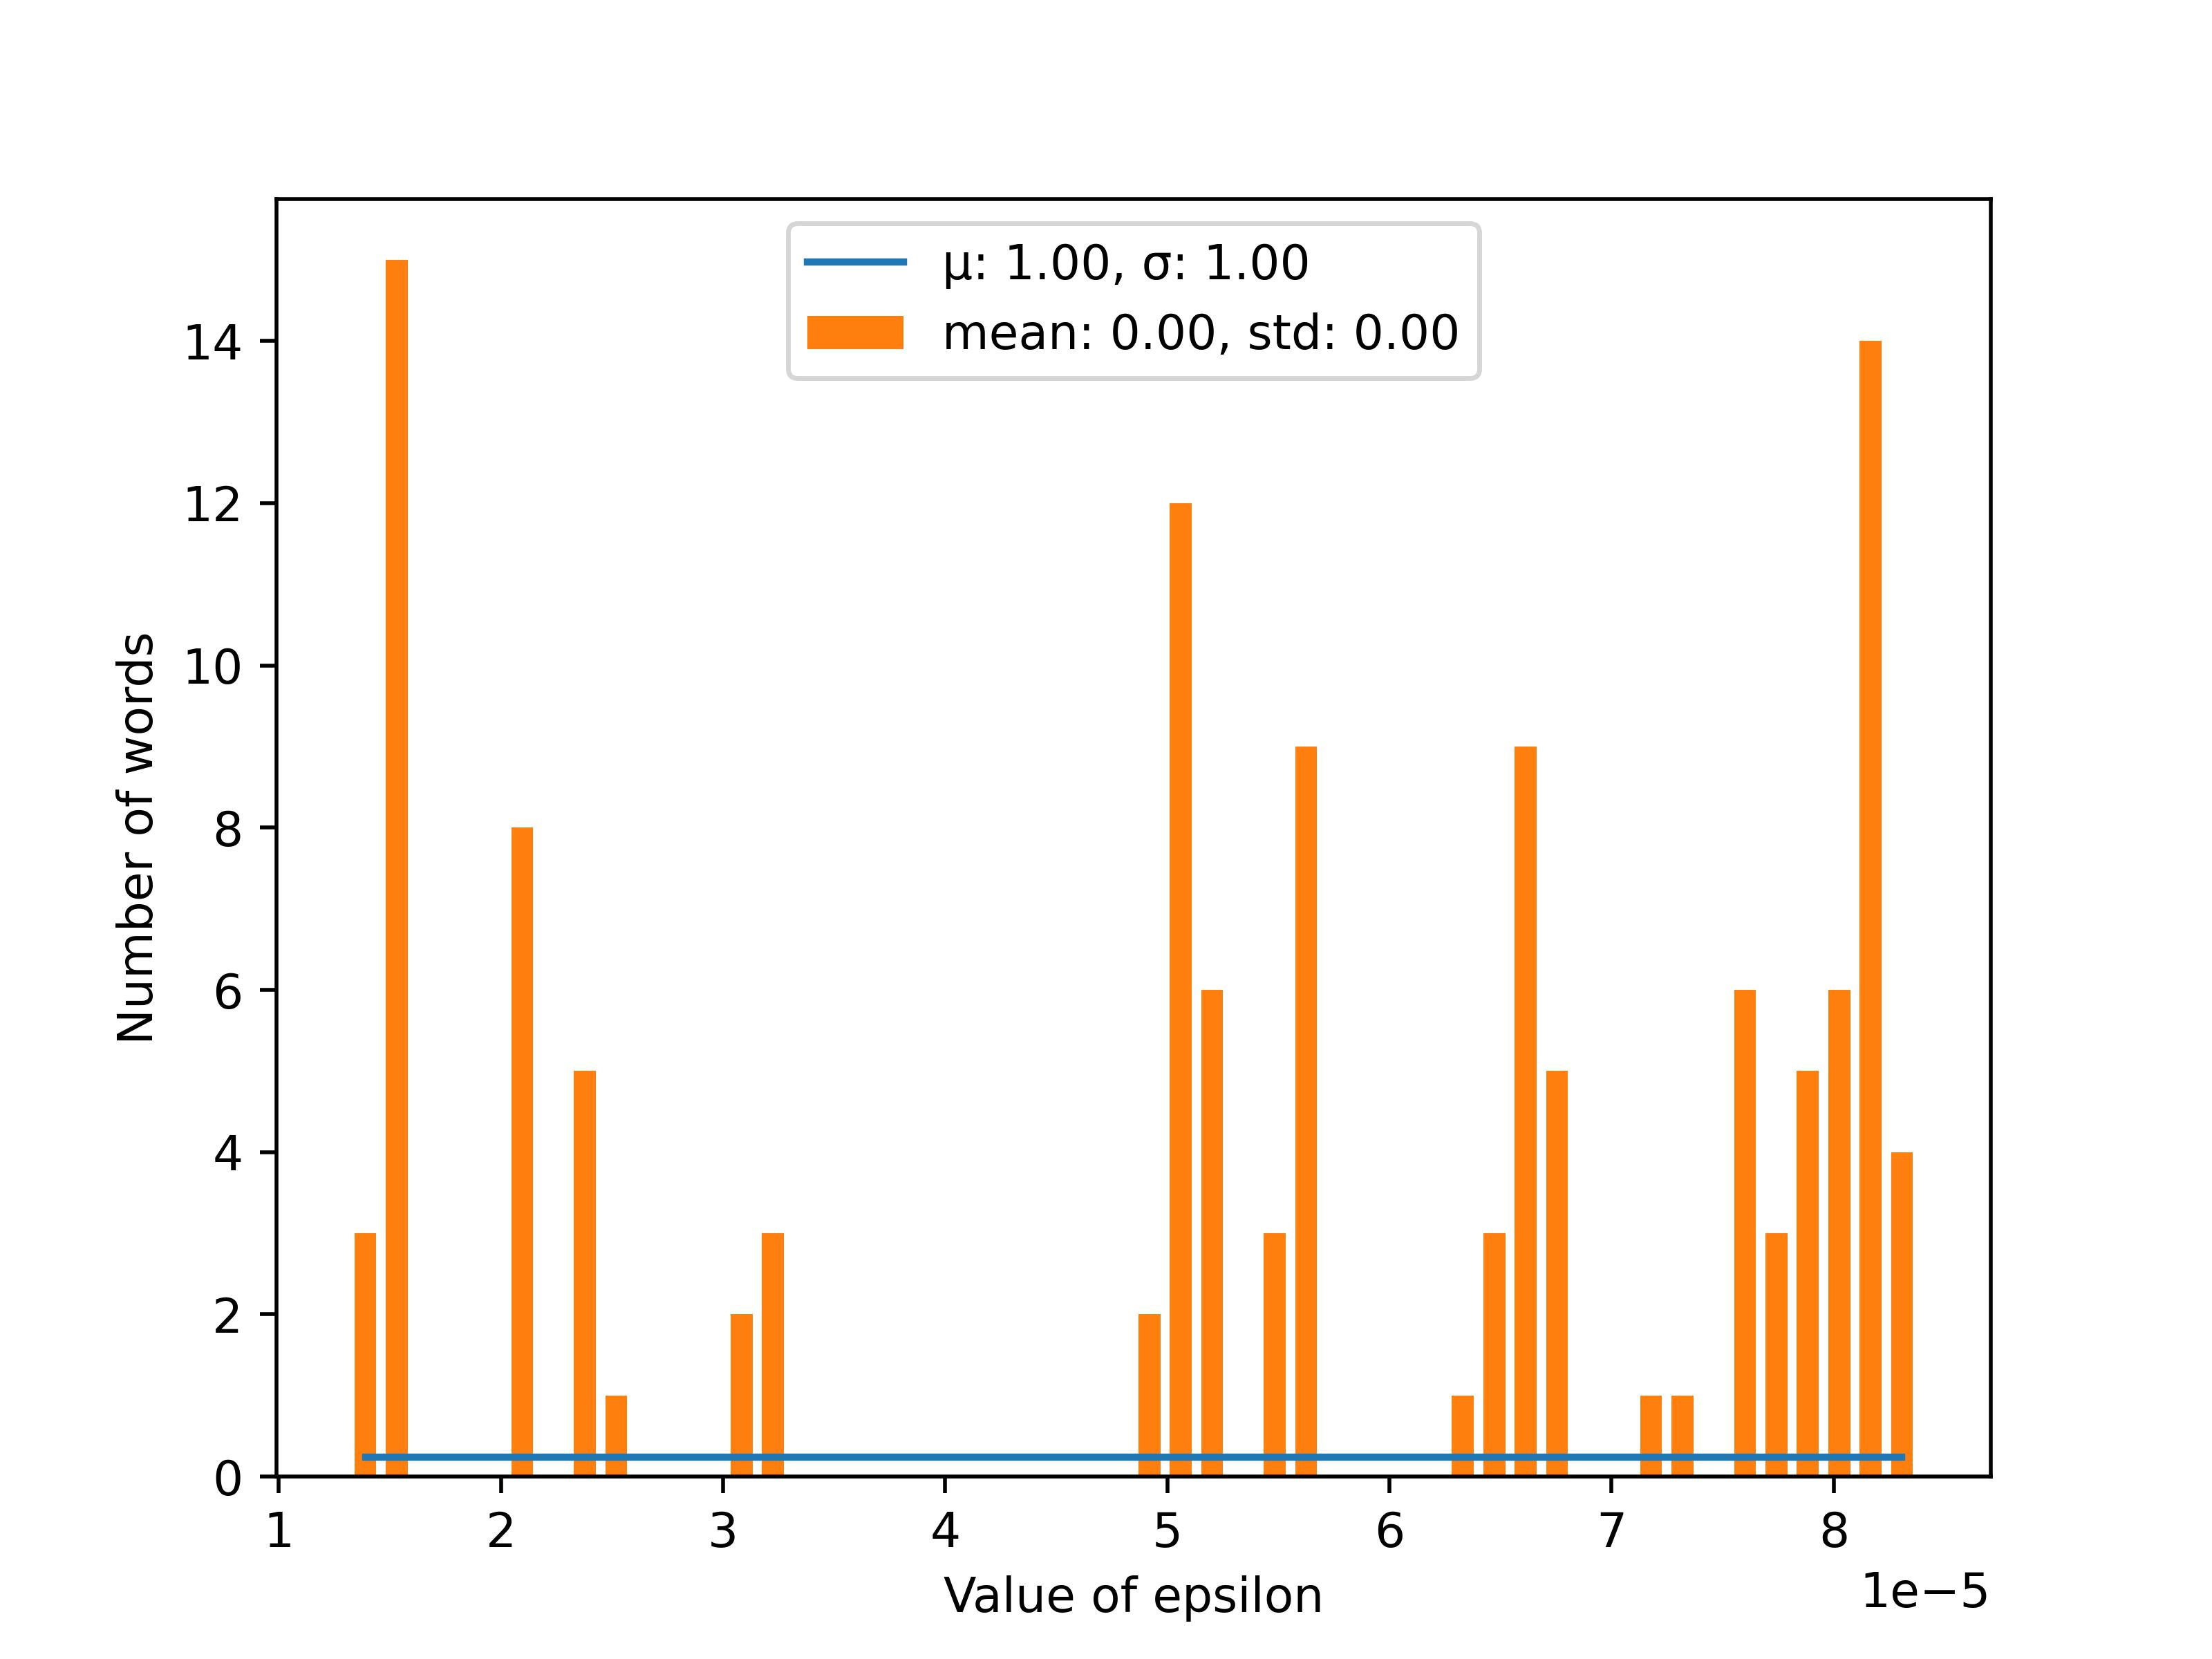 μ: 1.00, σ: 1.00
mean: 0.00, std: 0.00
14
12
10
8
6
4
2
0
Number of words
1 2 3 4 5 6 7 8
1e−5
Value of epsilon